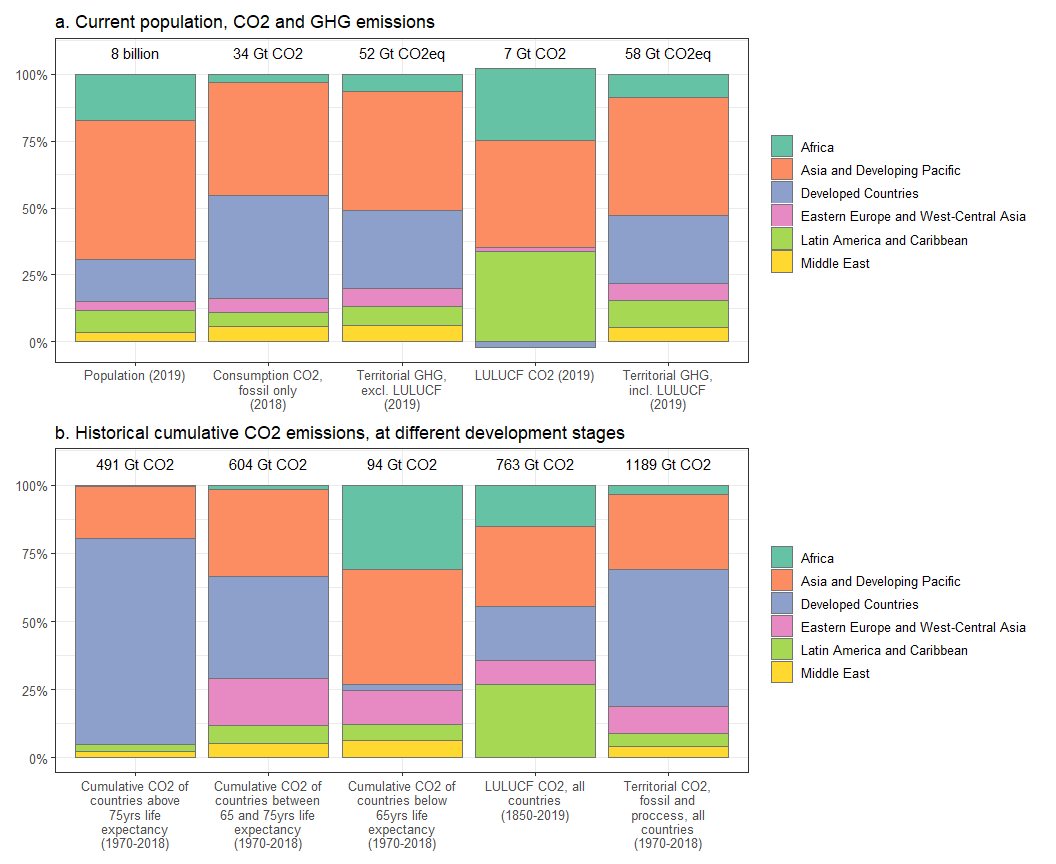 a. Current population, CO2 and GHG emissions
8 billion
34 Gt CO2
52 Gt CO2eq
7 Gt CO2
58 Gt CO2eq
100%
75%
50%
25%
0%
Population (2019)
Consumption CO2,
fossil only
(2018)
Territorial GHG,
excl. LULUCF
(2019)
LULUCF CO2 (2019)
Territorial GHG,
incl. LULUCF
(2019)
Africa
Asia and Developing Pacific
Developed Countries
Eastern Europe and West-Central Asia
Latin America and Caribbean
Middle East
b. Historical cumulative CO2 emissions, at different development stages
491 Gt CO2
604 Gt CO2
94 Gt CO2
763 Gt CO2
1189 Gt CO2
100%
75%
50%
25%
0%
Cumulative CO2 of
countries above
75yrs life
expectancy
(1970-2018)
Cumulative CO2 of
countries between
65 and 75yrs life
expectancy
(1970-2018)
Cumulative CO2 of
countries below
65yrs life
expectancy
(1970-2018)
LULUCF CO2, all
countries
(1850-2019)
Territorial CO2,
fossil and
proccess, all
countries
(1970-2018)
Africa
Asia and Developing Pacific
Developed Countries
Eastern Europe and West-Central Asia
Latin America and Caribbean
Middle East